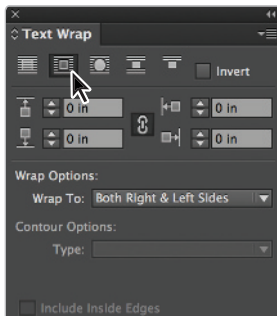 Text Wrap
Invert
0 in 0 in
0 in 0 in
Wrap Options:
Wrap To: Both Right & Left Sides
Contour Options:
Type:
Include Inside Edges